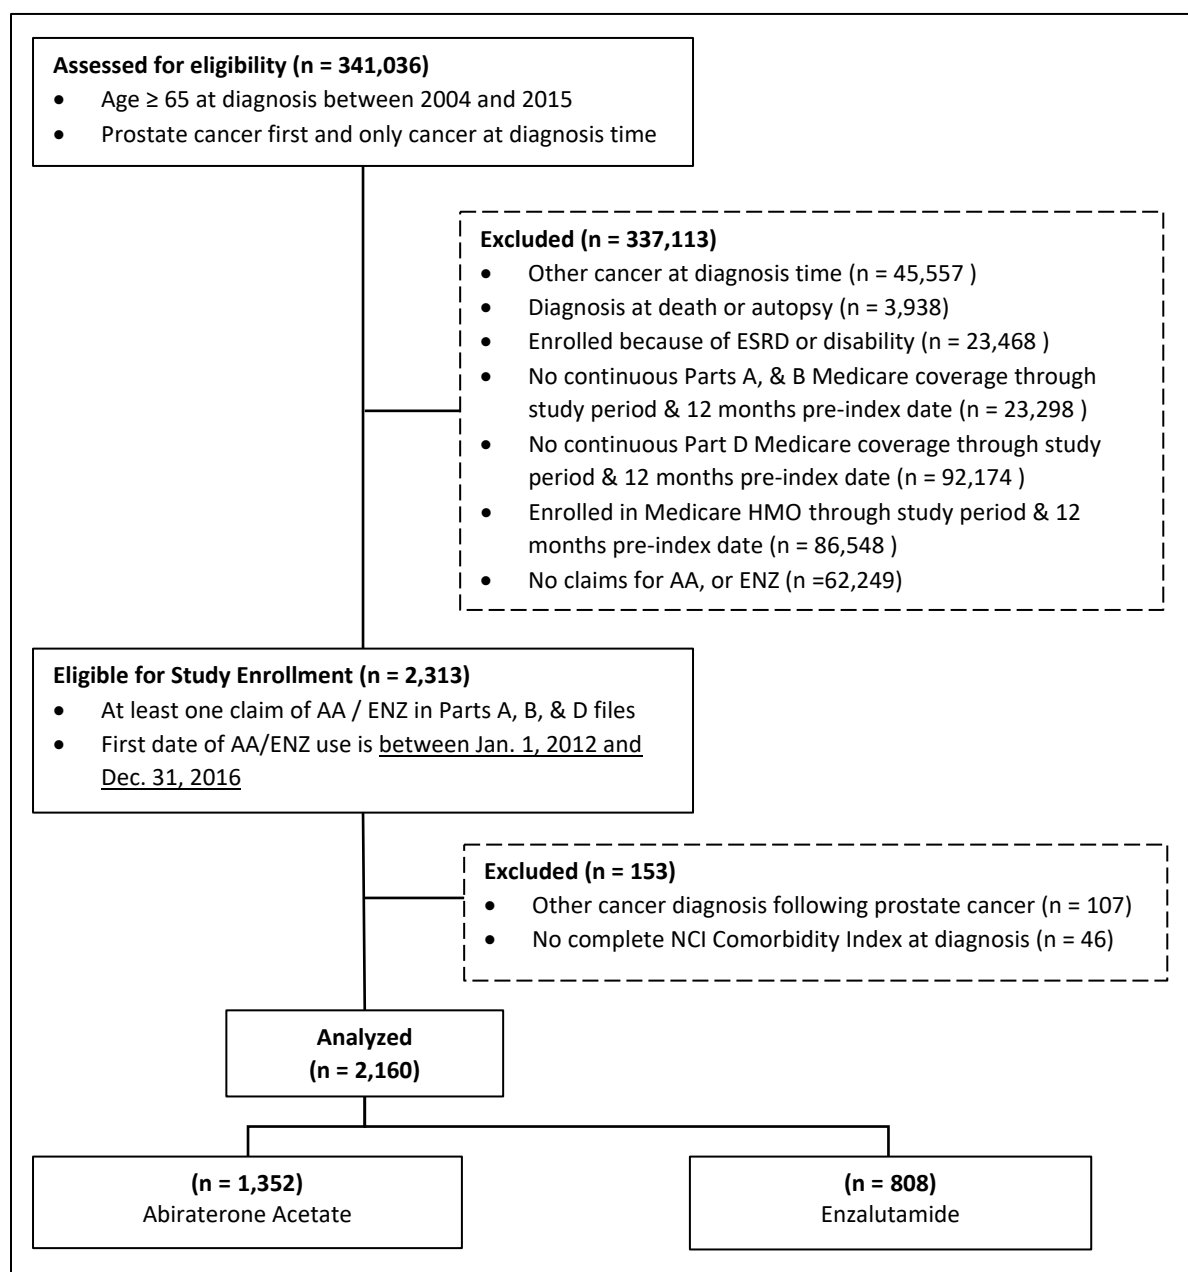 Assessed for eligibility (n = 341,036)
• Age ≥ 65 at diagnosis between 2004 and 2015
• Prostate cancer first and only cancer at diagnosis time
Excluded (n = 337,113)
• Other cancer at diagnosis time (n = 45,557 )
• Diagnosis at death or autopsy (n = 3,938)
• Enrolled because of ESRD or disability (n = 23,468 )
• No continuous Parts A, & B Medicare coverage through
study period & 12 months pre-index date (n = 23,298 )
• No continuous Part D Medicare coverage through study
period & 12 months pre-index date (n = 92,174 )
• Enrolled in Medicare HMO through study period & 12
months pre-index date (n = 86,548 )
• No claims for AA, or ENZ (n =62,249)
Eligible for Study Enrollment (n = 2,313)
• At least one claim of AA / ENZ in Parts A, B, & D files
• First date of AA/ENZ use is between Jan. 1, 2012 and
Dec. 31, 2016
Excluded (n = 153)
• Other cancer diagnosis following prostate cancer (n = 107)
• No complete NCI Comorbidity Index at diagnosis (n = 46)
Analyzed
(n = 2,160)
(n = 1,352)
Abiraterone Acetate
(n = 808)
Enzalutamide